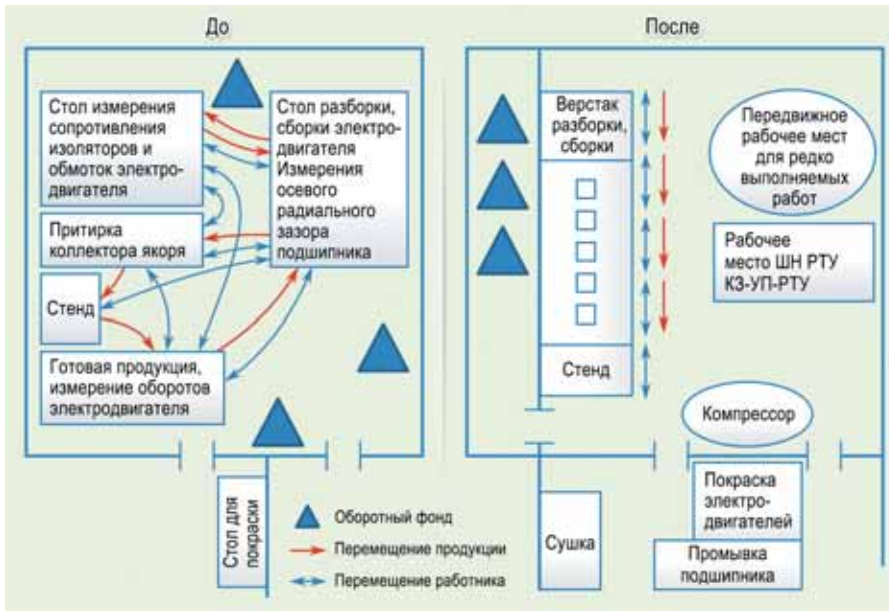 До
Стол измерения
сопротивления
изоляторов и
обмоток электро-
двигателя
Стол разборки,
сборки электро-
двигателя
Измерения
осевого
радиального
зазора
подшипника
Притирка
коллектора якоря
Стенд
Готовая продукция,
измерение оборотов
электродвигателя
Стол для
покраски
Оборотный фонд
Перемещение продукции
Перемещение работника
После
Верстак
разборки,
сборки
Стенд
Передвижное
рабочее мест
для редко
выполняемых
работ
Рабочее
место ШН РТУ
КЗ-УП-РТУ
Компрессор
Сушка
Покраска
электро-
двигателей
Промывка
подшипника